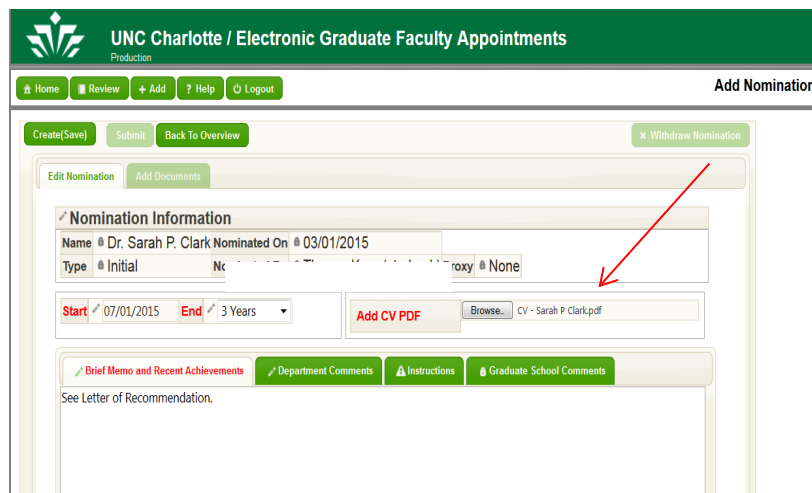 UNC Charlotte / Electronic Graduate Faculty Appointments
Production
Home Review + Add ? Help Logout
Add Nomination
Create(Save) Submit Back To Overview × Withdraw Nomination
Edit Nomination Add Documents
Nomination Information
Name Dr. Sarah P. Clark Nominated On 03/01/2015
Type Initial None
Start 07/01/2015 End 3 Years Add CV PDF Browse.. CV - Sarah P Clark.pdf
Brief Memo and Recent Achievements Department Comments Instructions Graduate School Comments
See Letter of Recommendation.